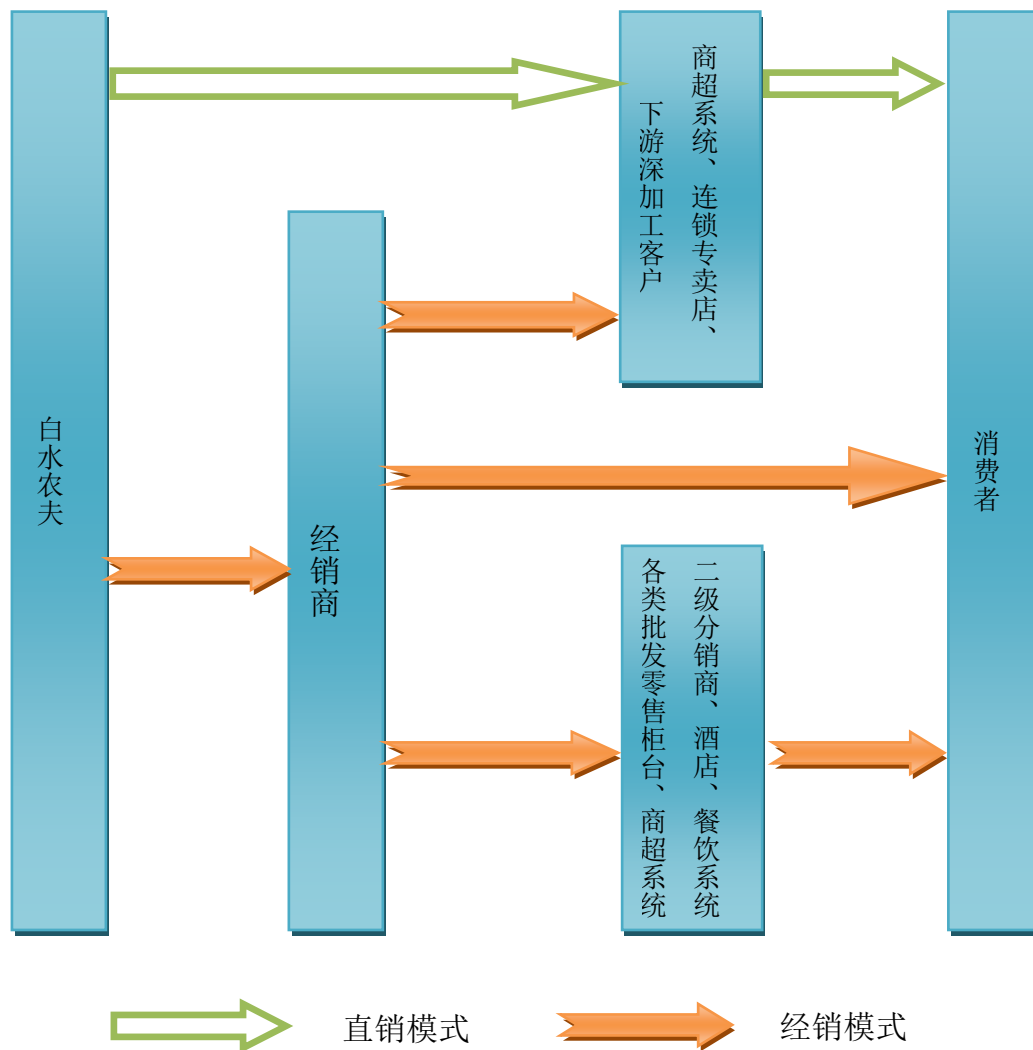 白水农夫
经销商
商超系统、连锁专卖店、
下游深加工客户
二级分销商、酒店、餐饮系统
各类批发零售柜台、商超系统
消费者
直销模式
经销模式